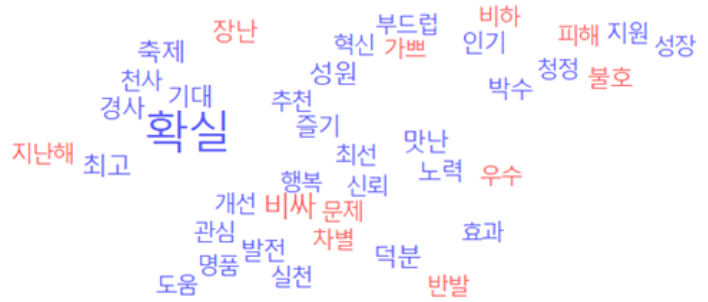 비하
부드럽
장난
혁신
가쁘
인기
피해
지원
성장
축제
천사
기대
성원
청정
불호
박수
경사
확실
추천
즐기
지난해
최고
최선
맛난
노력
우수
행복
신뢰
개선
비싸
문제
관심
발전
차별
효과
명품
덕분
도움
실천
반발